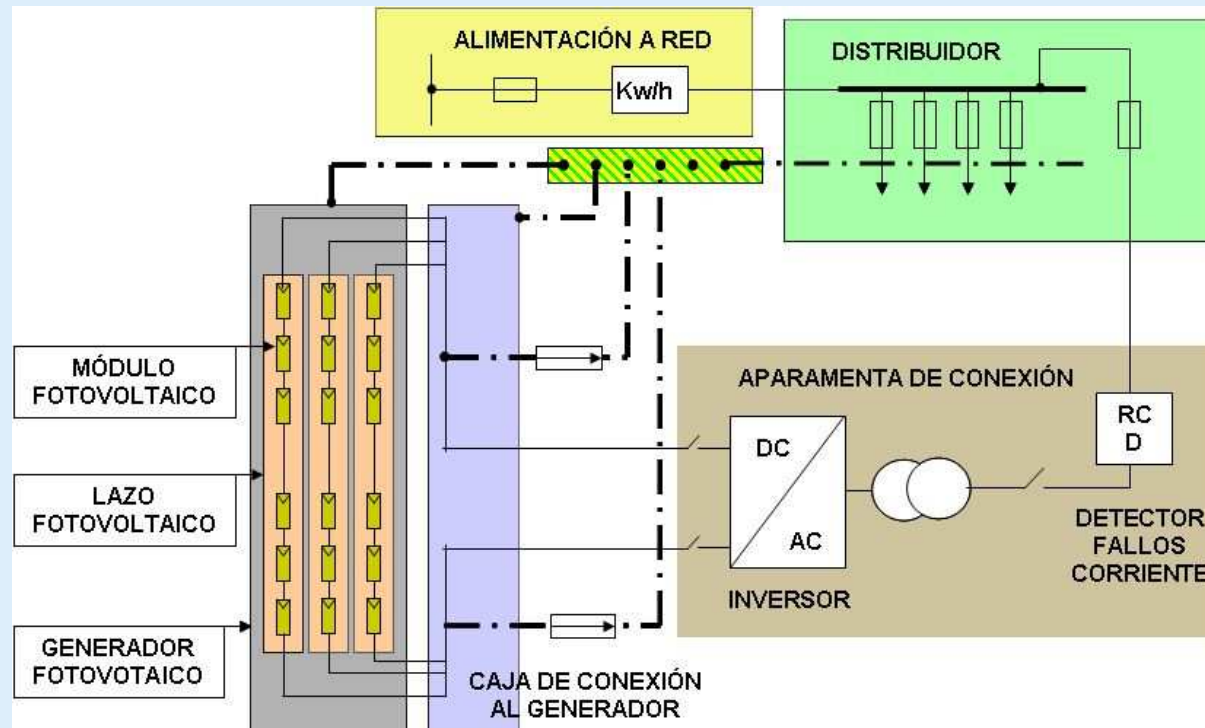 ALIMENTACIÓN A RED
Kw/h
DISTRIBUIDOR
MÓDULO
FOTOVOLTAICO
LAZO
FOTOVOLTAICO
GENERADOR
FOTOVOTAICO
CAJA DE CONEXIÓN
AL GENERADOR
APARAMENTA DE CONEXIÓN
DC
AC
INVERSOR
RC
D
DETECTOR
FALLOS
CORRIENTE